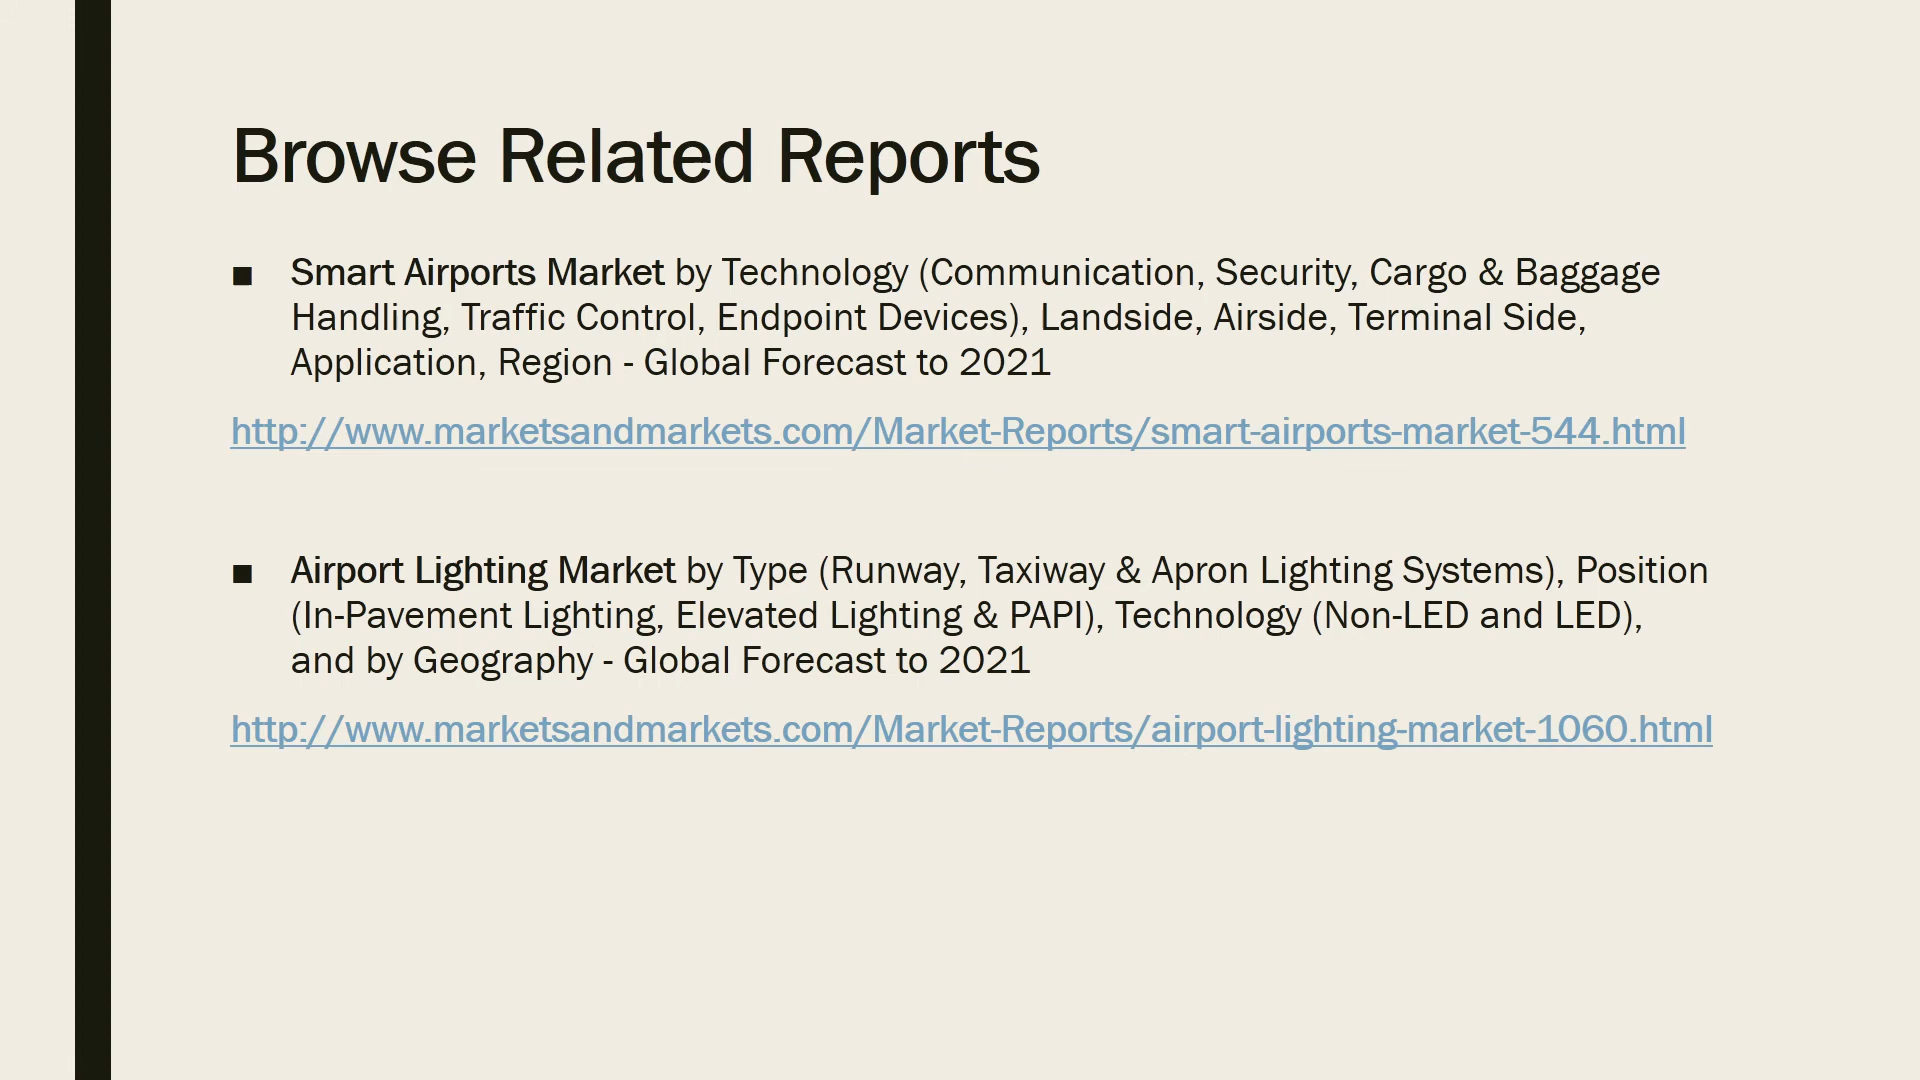 Browse Related Reports
■ Smart Airports Market by Technology (Communication, Security, Cargo & Baggage
Handling, Traffic Control, Endpoint Devices), Landside, Airside, Terminal Side,
Application, Region - Global Forecast to 2021
http://www.marketsandmarkets.com/Market-Reports/smart-airports-market-544.html
■ Airport Lighting Market by Type (Runway, Taxiway & Apron Lighting Systems), Position
(In-Pavement Lighting, Elevated Lighting & PAPI), Technology (Non-LED and LED),
and by Geography - Global Forecast to 2021
http://www.marketsandmarkets.com/Market-Reports/airport-lighting-market-1060.html